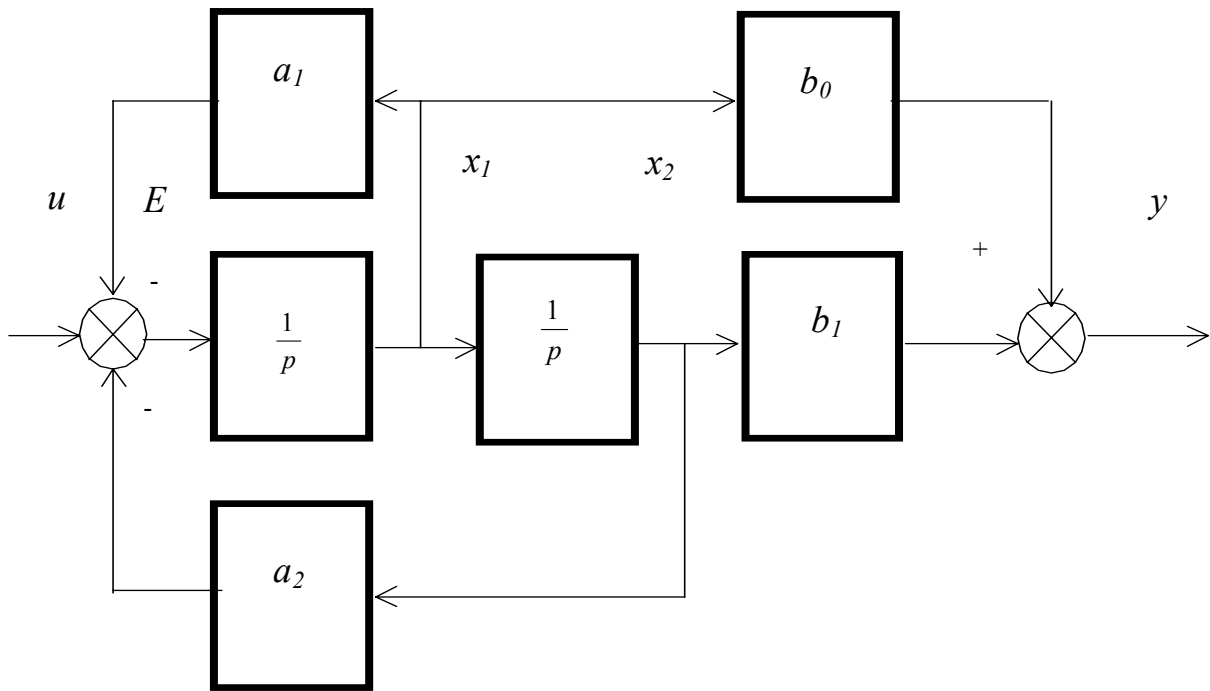 a₁
b₀
x₁
x₂
u
E
y
+
-
1/p
1/p
b₁
-
a₂